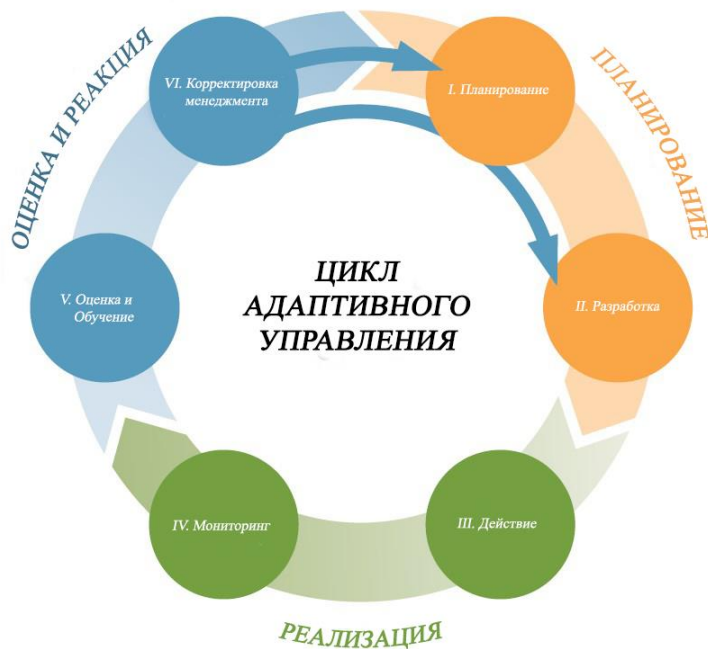 ОЦЕНКА И РЕАКЦИЯ
ПЛАНИРОВАНИЕ
VI. Корректировка
менеджмента
I. Планирование
V. Оценка и
Обучение
ЦИКЛ
АДАПТИВНОГО
УПРАВЛЕНИЯ
II. Разработка
IV. Мониторинг
III. Действие
РЕАЛИЗАЦИЯ